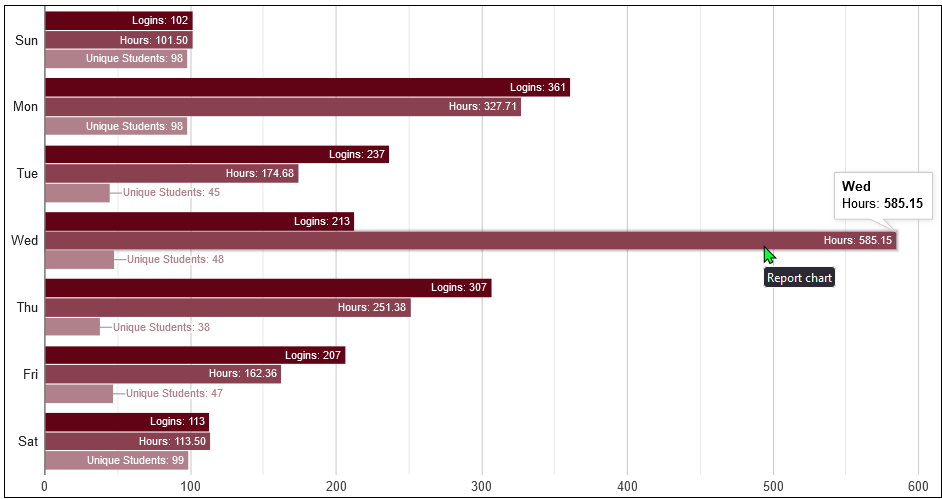 Sun
Logins: 102
Hours: 101.50
Unique Students: 98
Mon
Logins: 361
Hours: 327.71
Unique Students: 98
Tue
Logins: 237
Hours: 174.68
Unique Students: 45
Wed
Logins: 213
Hours: 585.15
Unique Students: 48
Wed
Hours: 585.15
Report chart
Thu
Logins: 307
Hours: 251.38
Unique Students: 38
Fri
Logins: 207
Hours: 162.36
Unique Students: 47
Sat
Logins: 113
Hours: 113.50
Unique Students: 99
0 100 200 300 400 500 600